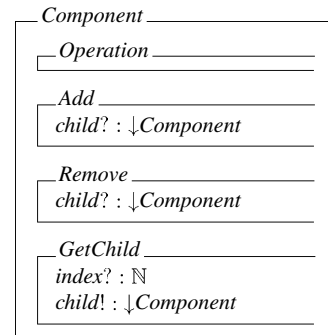 Component
Operation
Add
child? : ↓Component
Remove
child? : ↓Component
GetChild
index? : ℕ
child! : ↓Component